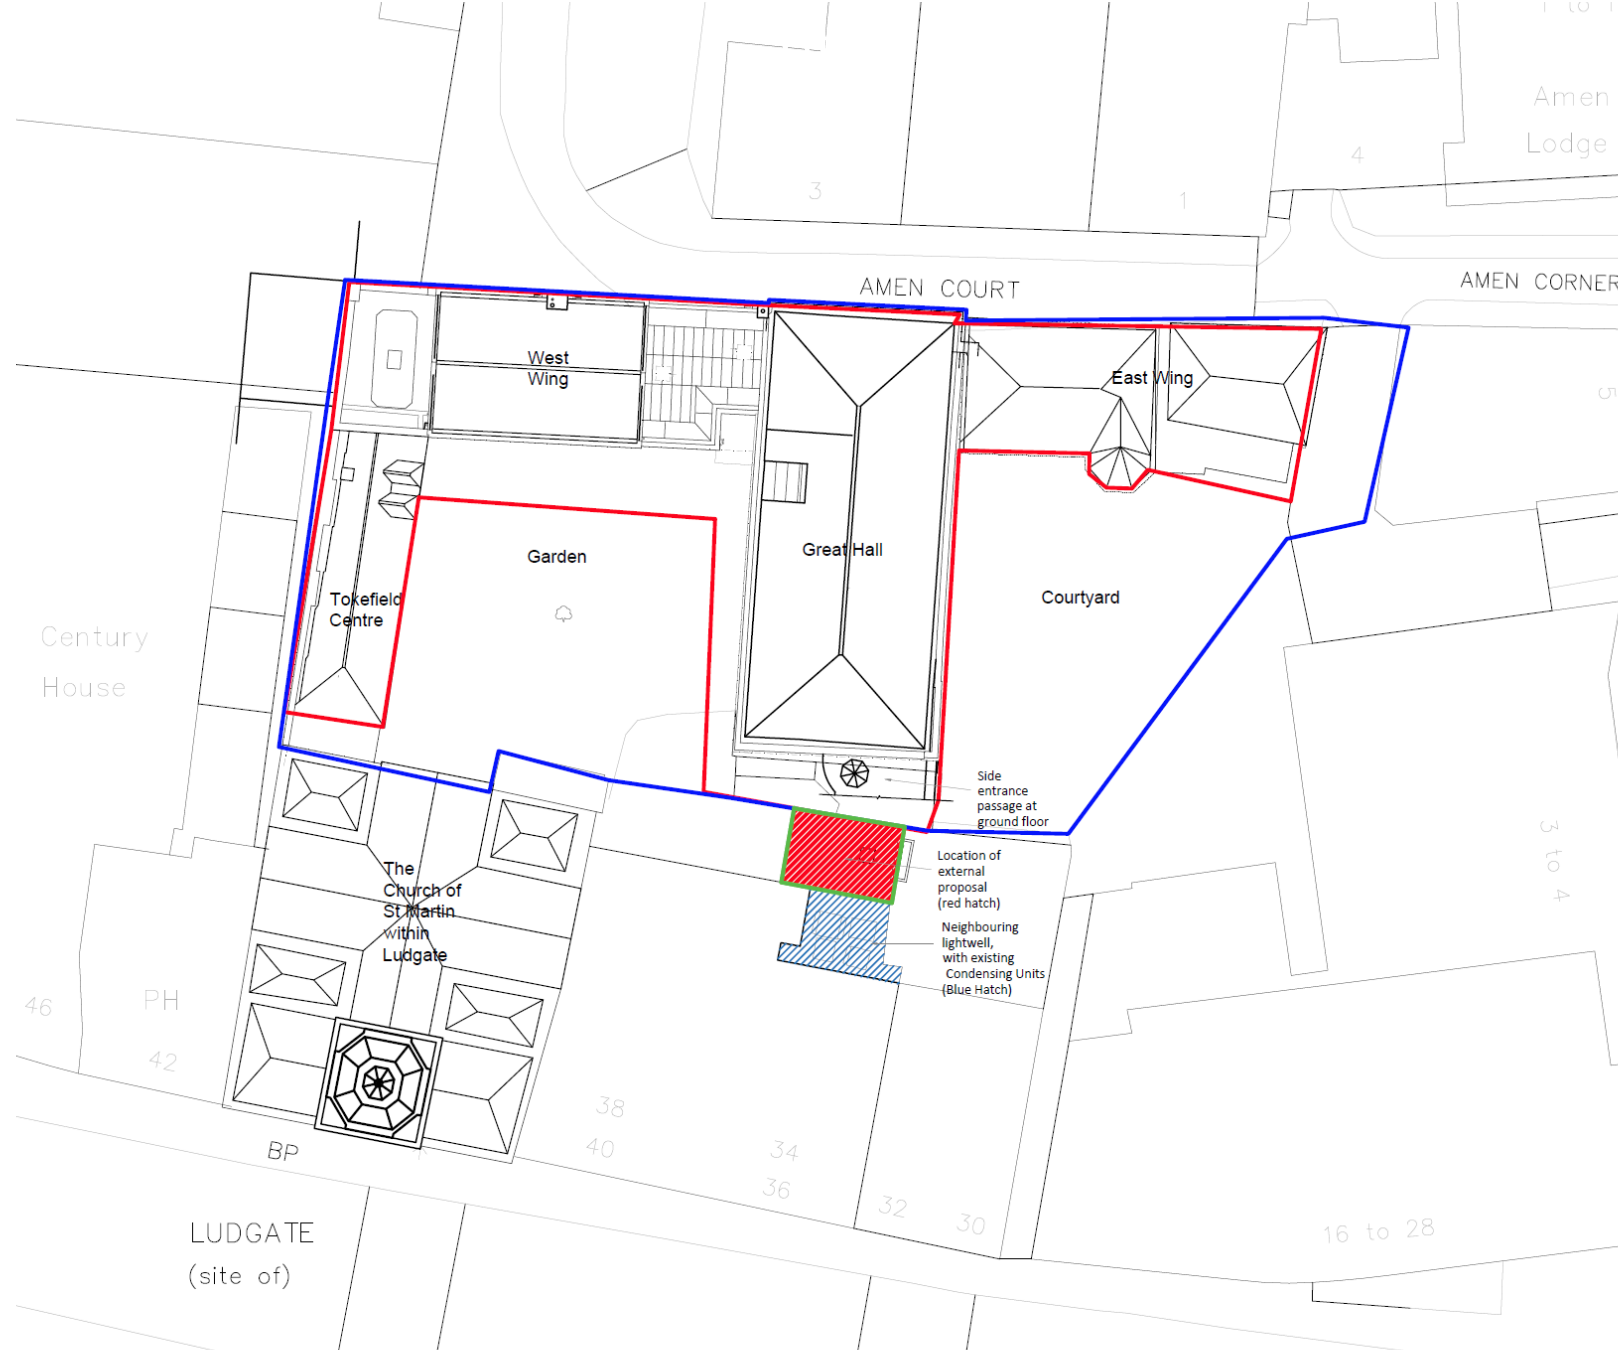 Amen
Lodge
4
3
1
AMEN COURT
AMEN CORNER
West
Wing
East Wing
5
Great Hall
Garden
Courtyard
Tokefield
Centre
Century
House
Side
entrance
passage at
ground floor
3 to 4
Location of
external
proposal
(red hatch)
The
Church of
St Martin
within
Ludgate
Neighbouring
lightwell,
with existing
Condensing Units
(Blue Hatch)
46
PH
42
38
40
34
36
32
30
16 to 28
BP
LUDGATE
(site of)